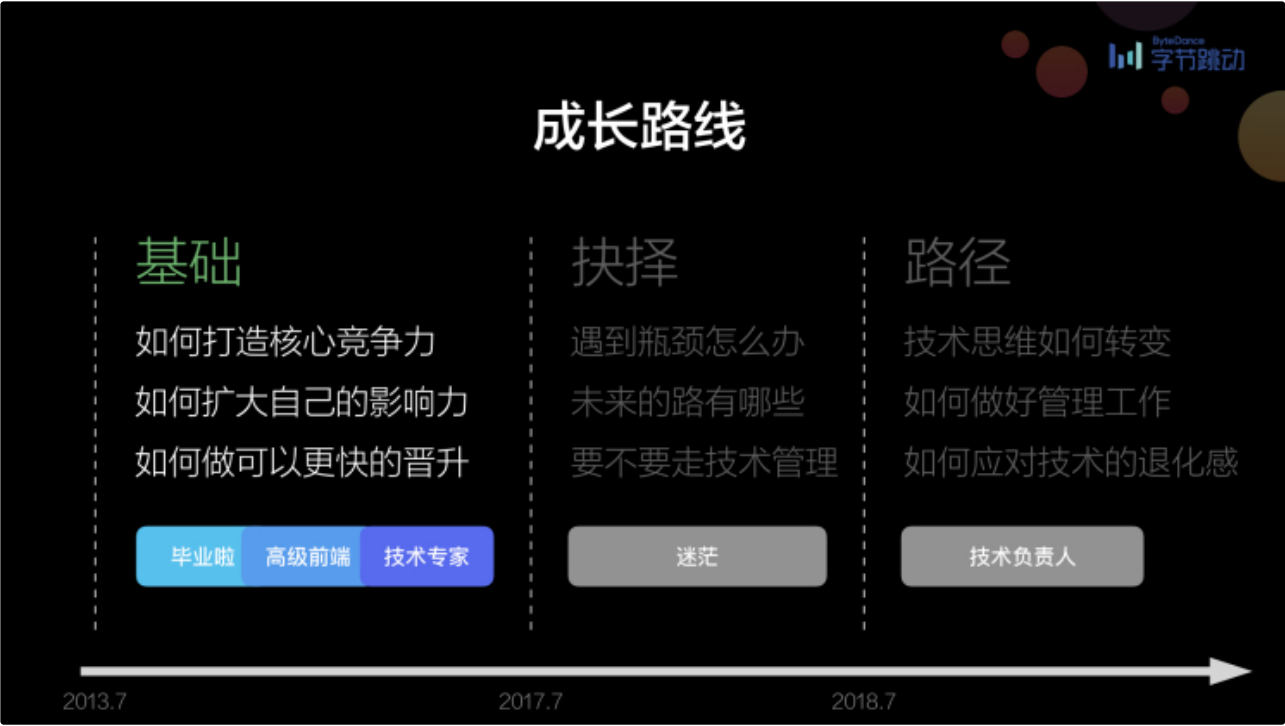 ByteDance
字节跳动
成长路线
基础
如何打造核心竞争力
如何扩大自己的影响力
如何做可以更快的晋升
毕业啦 高级前端 技术专家
抉择
遇到瓶颈怎么办
未来的路有哪些
要不要走技术管理
迷茫
路径
技术思维如何转变
如何做好管理工作
如何应对技术的退化感
技术负责人
2013.7 2017.7 2018.7